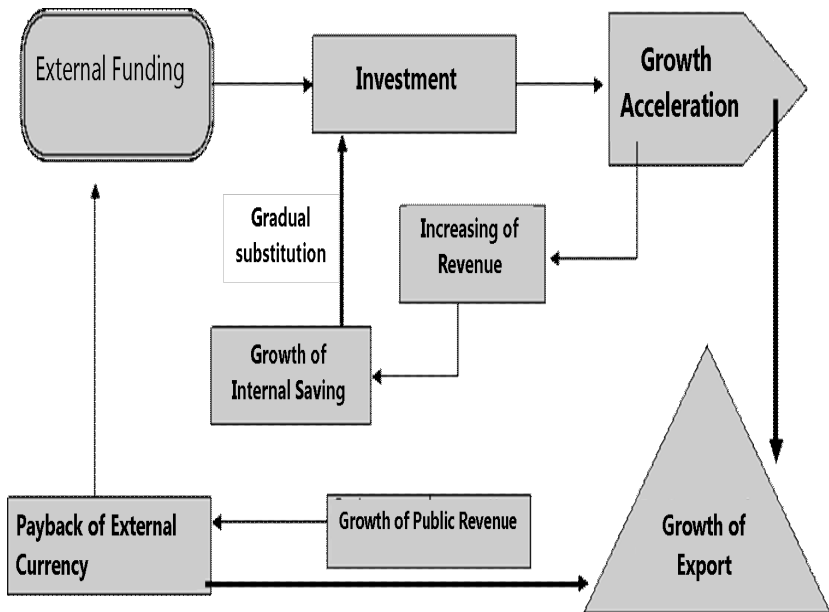 External Funding
Investment
Growth
Acceleration
Gradual
substitution
Increasing of
Revenue
Growth of
Internal Saving
Payback of External
Currency
Growth of Public Revenue
Growth of
Export